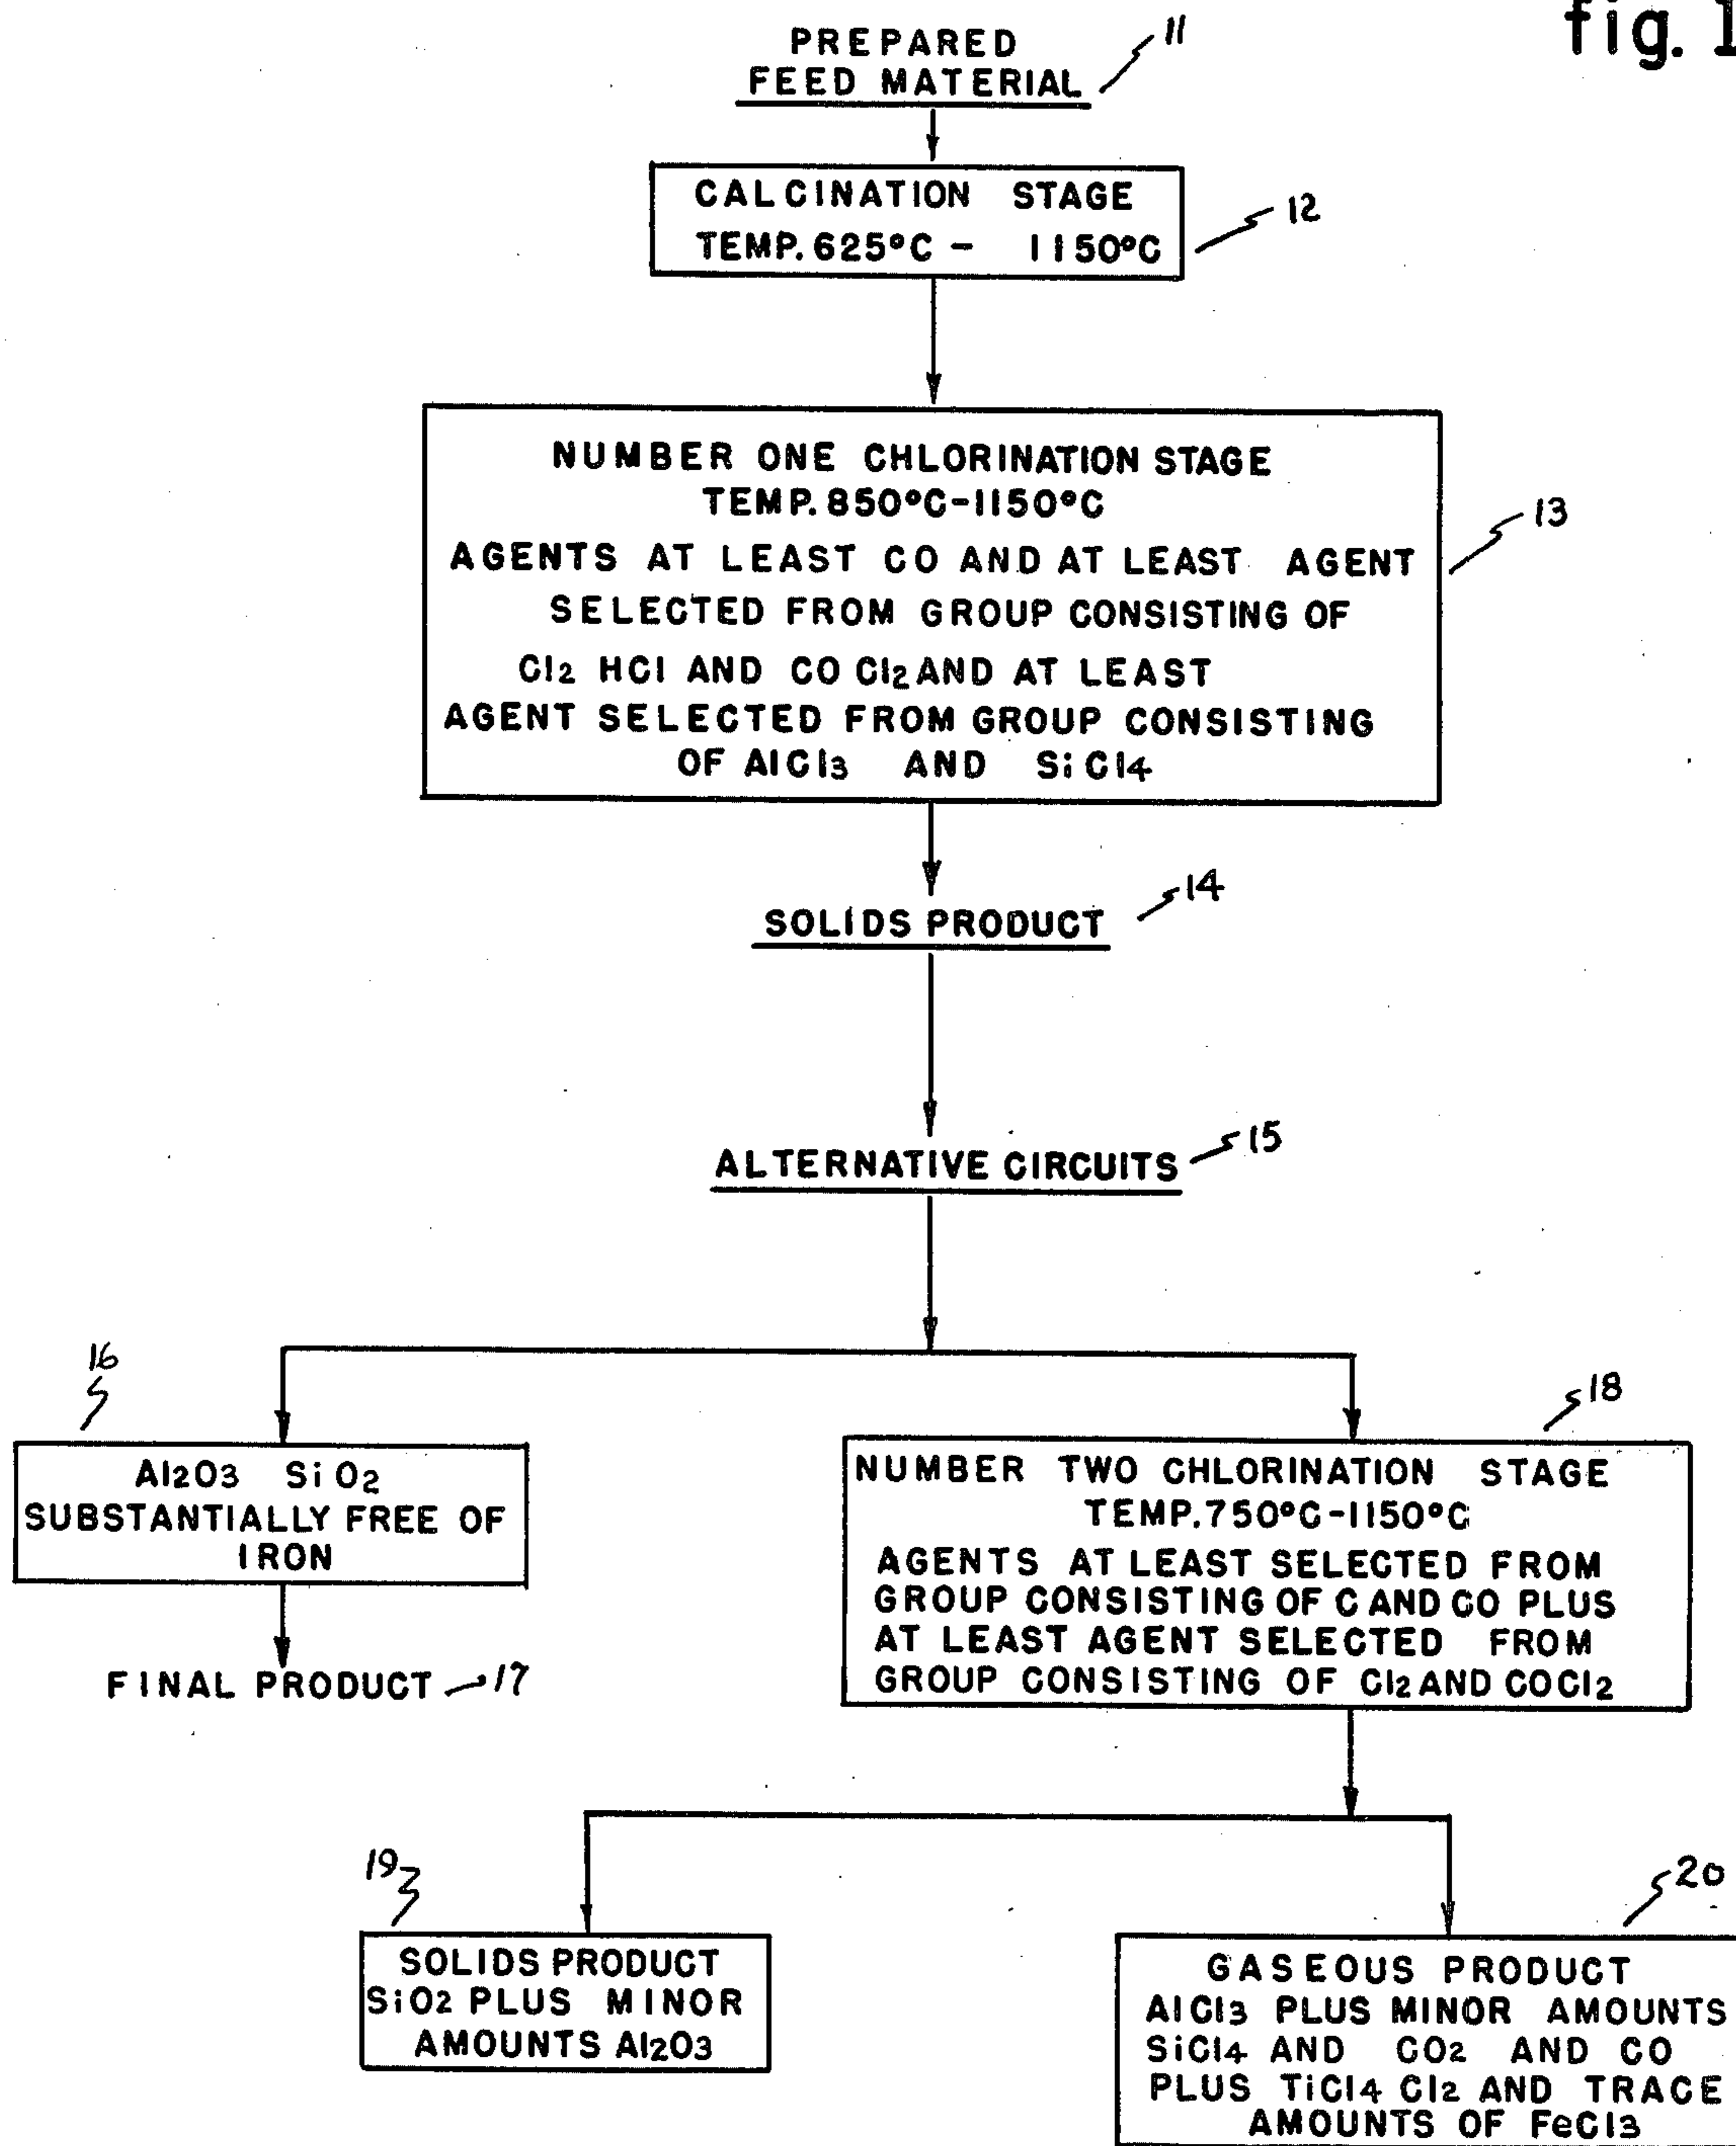 fig. 1
PREPARED 11
FEED MATERIAL
CALCINATION STAGE
TEMP. 625°C - 1150°C
12
NUMBER ONE CHLORINATION STAGE
TEMP. 850°C-1150°C
AGENTS AT LEAST CO AND AT LEAST AGENT
SELECTED FROM GROUP CONSISTING OF
Cl2 HCl AND CO Cl2 AND AT LEAST
AGENT SELECTED FROM GROUP CONSISTING
OF AlCl3 AND SiCl4
13
SOLIDS PRODUCT 14
ALTERNATIVE CIRCUITS 15
16
Al2O3 SiO2
SUBSTANTIALLY FREE OF
IRON
FINAL PRODUCT 17
18
NUMBER TWO CHLORINATION STAGE
TEMP. 750°C-1150°C
AGENTS AT LEAST SELECTED FROM
GROUP CONSISTING OF C AND CO PLUS
AT LEAST AGENT SELECTED FROM
GROUP CONSISTING OF Cl2 AND COCl2
19
SOLIDS PRODUCT
SiO2 PLUS MINOR
AMOUNTS Al2O3
20
GASEOUS PRODUCT
AlCl3 PLUS MINOR AMOUNTS
SiCl4 AND CO2 AND CO
PLUS TiCl4 Cl2 AND TRACE
AMOUNTS OF FeCl3